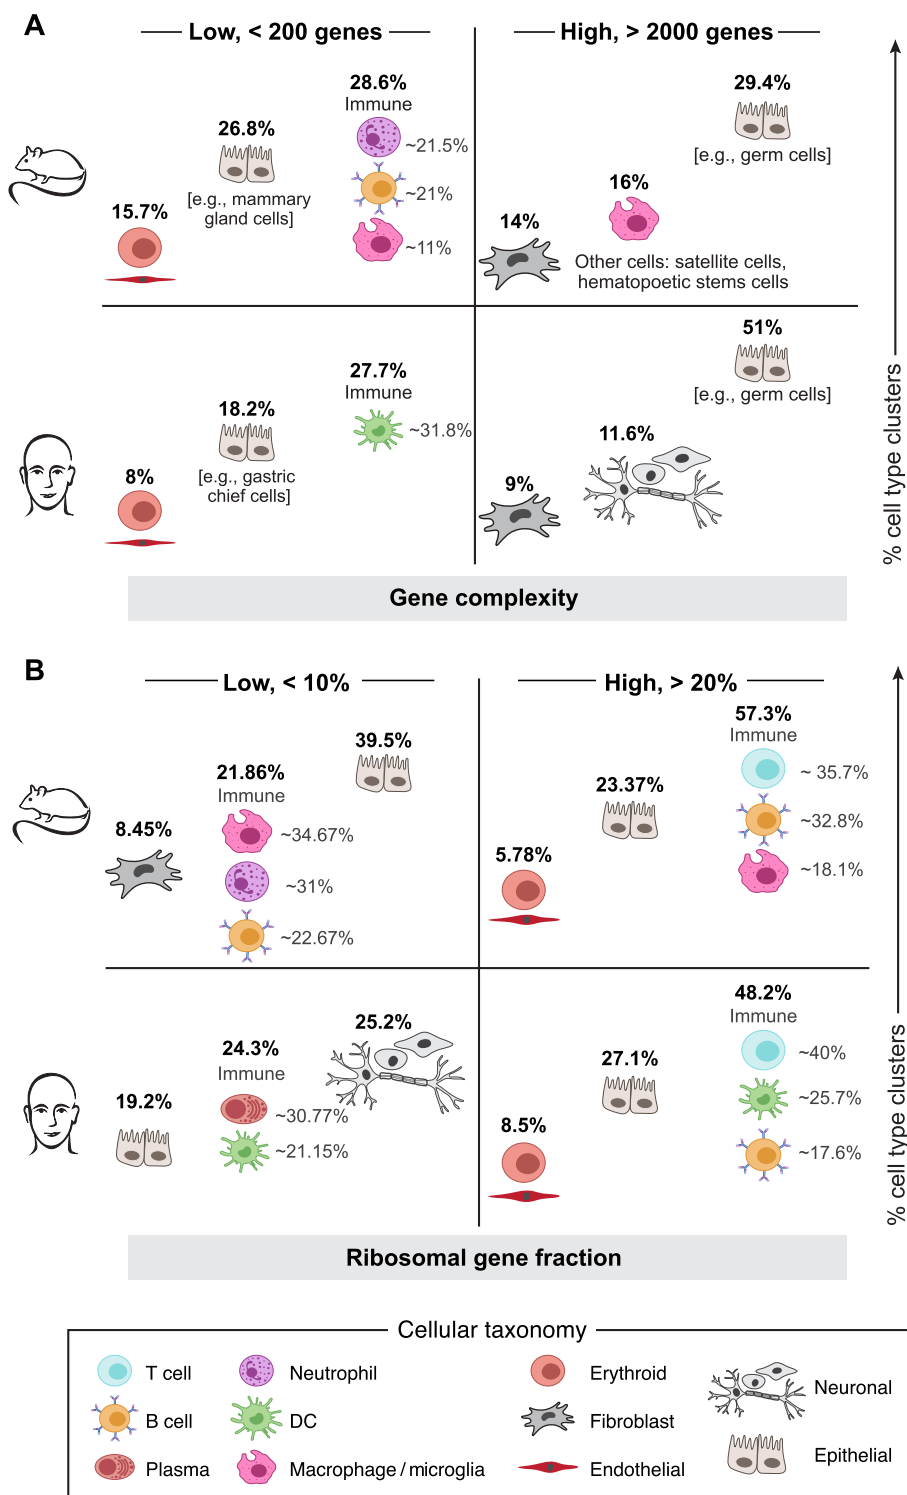 A
Low, < 200 genes
High, > 2000 genes
28.6%
Immune
29.4%
26.8%
~21.5%
[e.g., germ cells]
16%
[e.g., mammary
gland cells]
~21%
15.7%
14%
~11%
Other cells: satellite cells,
hematopoetic stems cells
51%
27.7%
Immune
[e.g., germ cells]
18.2%
~31.8%
11.6%
[e.g., gastric
chief cells]
8%
9%
% cell type clusters
Gene complexity
B
Low, < 10%
High, > 20%
57.3%
Immune
39.5%
21.86%
Immune
~ 35.7%
23.37%
8.45%
~34.67%
~32.8%
5.78%
~31%
~18.1%
~22.67%
48.2%
Immune
25.2%
24.3%
Immune
~40%
27.1%
19.2%
~30.77%
~25.7%
8.5%
~21.15%
~17.6%
% cell type clusters
Ribosomal gene fraction
Cellular taxonomy
T cell
Neutrophil
Erythroid
Neuronal
B cell
DC
Fibroblast
Epithelial
Plasma
Macrophage / microglia
Endothelial